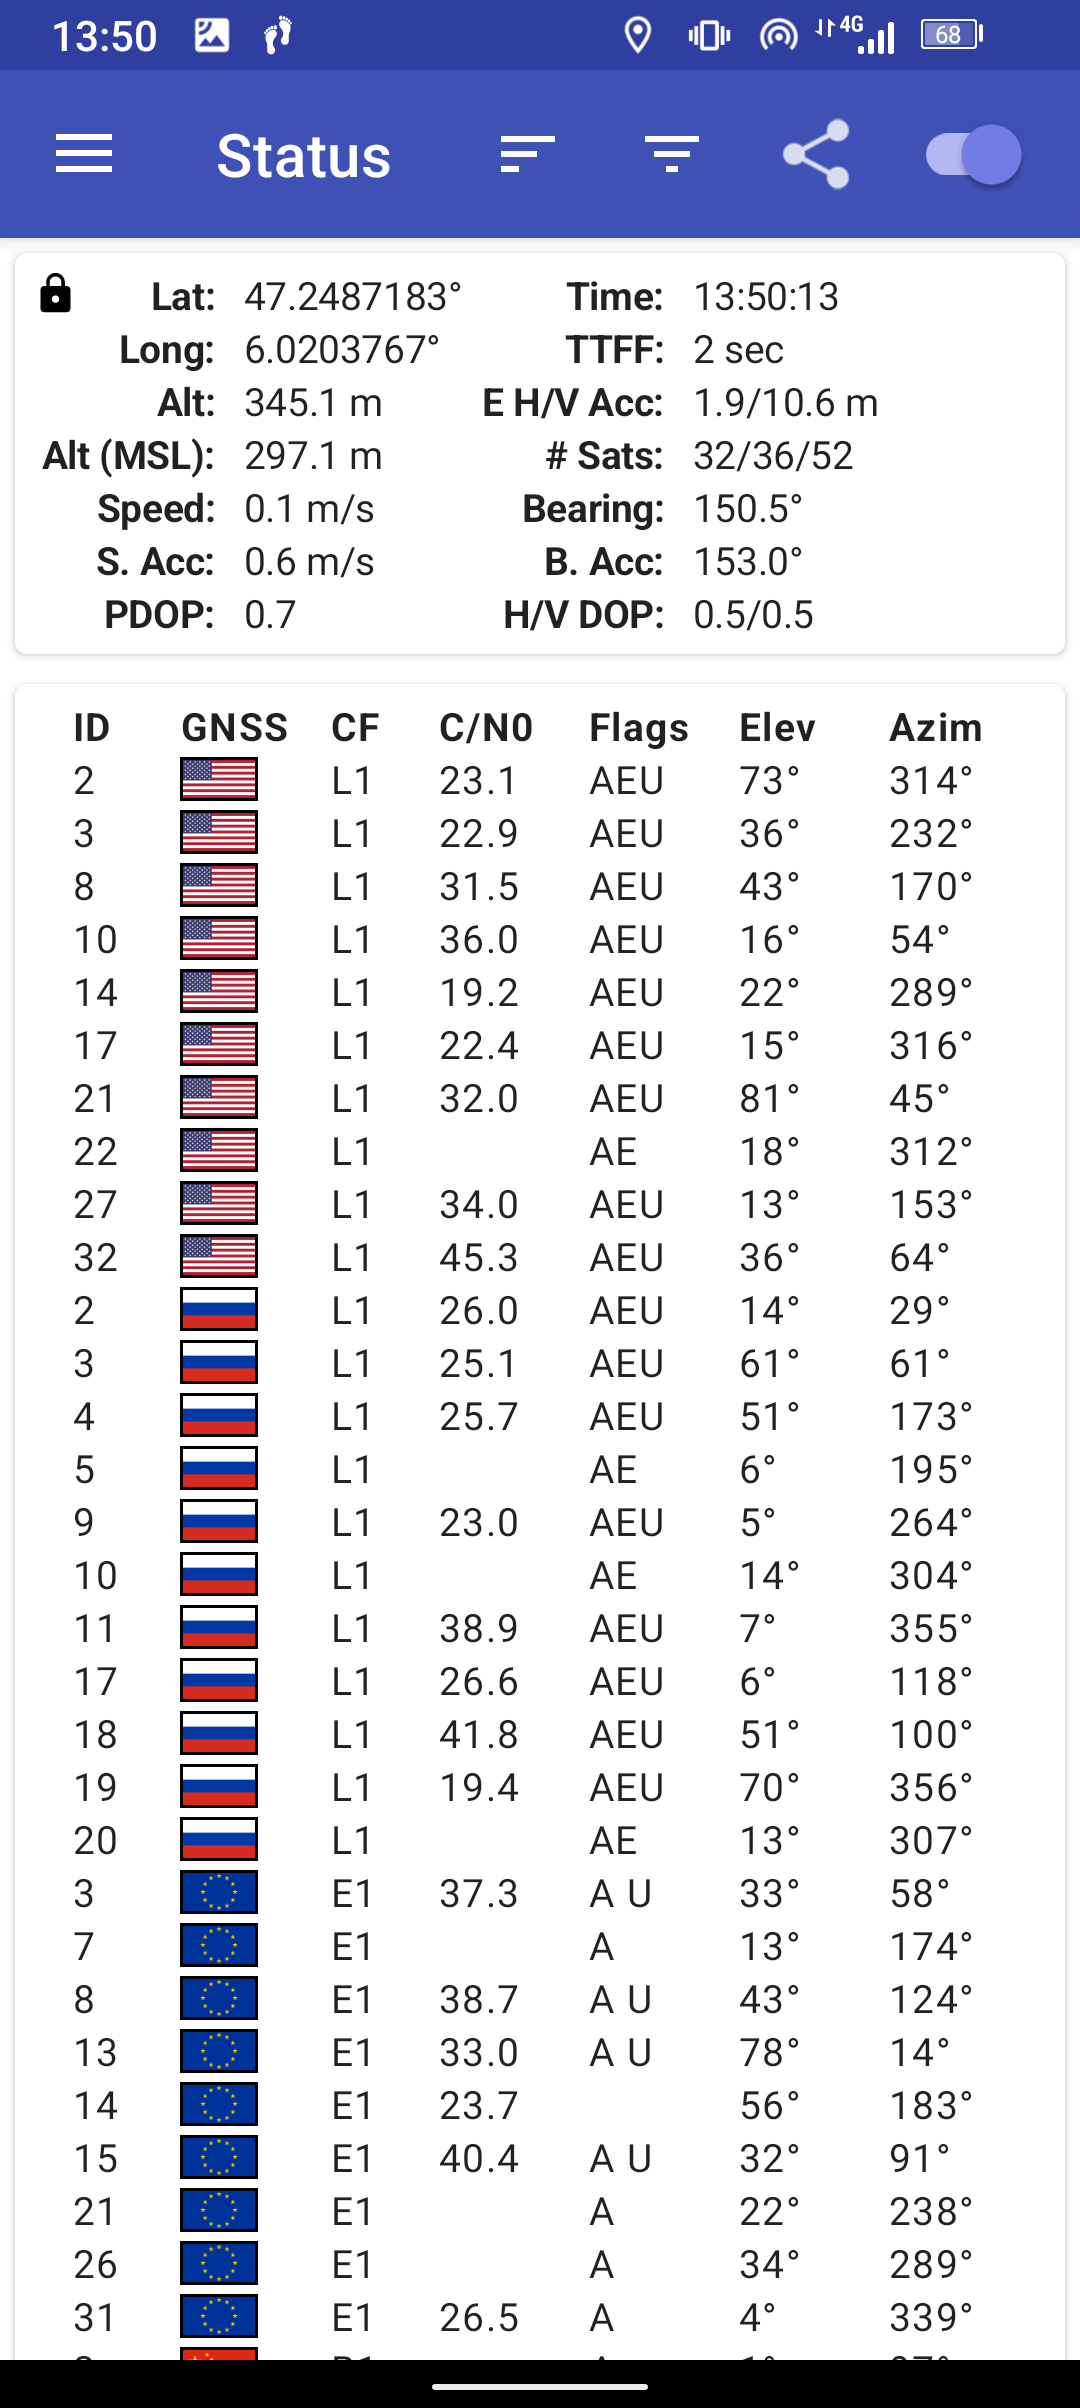 13:50 4G 68
Status
Lat: 47.2487183° Time: 13:50:13
Long: 6.0203767° TTFF: 2 sec
Alt: 345.1 m E H/V Acc: 1.9/10.6 m
Alt (MSL): 297.1 m # Sats: 32/36/52
Speed: 0.1 m/s Bearing: 150.5°
S. Acc: 0.6 m/s B. Acc: 153.0°
PDOP: 0.7 H/V DOP: 0.5/0.5
ID GNSS CF C/N0 Flags Elev Azim
2 L1 23.1 AEU 73° 314°
3 L1 22.9 AEU 36° 232°
8 L1 31.5 AEU 43° 170°
10 L1 36.0 AEU 16° 54°
14 L1 19.2 AEU 22° 289°
17 L1 22.4 AEU 15° 316°
21 L1 32.0 AEU 81° 45°
22 L1 AE 18° 312°
27 L1 34.0 AEU 13° 153°
32 L1 45.3 AEU 36° 64°
2 L1 26.0 AEU 14° 29°
3 L1 25.1 AEU 61° 61°
4 L1 25.7 AEU 51° 173°
5 L1 AE 6° 195°
9 L1 23.0 AEU 5° 264°
10 L1 AE 14° 304°
11 L1 38.9 AEU 7° 355°
17 L1 26.6 AEU 6° 118°
18 L1 41.8 AEU 51° 100°
19 L1 19.4 AEU 70° 356°
20 L1 AE 13° 307°
3 E1 37.3 A U 33° 58°
7 E1 A 13° 174°
8 E1 38.7 A U 43° 124°
13 E1 33.0 A U 78° 14°
14 E1 23.7 56° 183°
15 E1 40.4 A U 32° 91°
21 E1 A 22° 238°
26 E1 A 34° 289°
31 E1 26.5 A 4° 339°